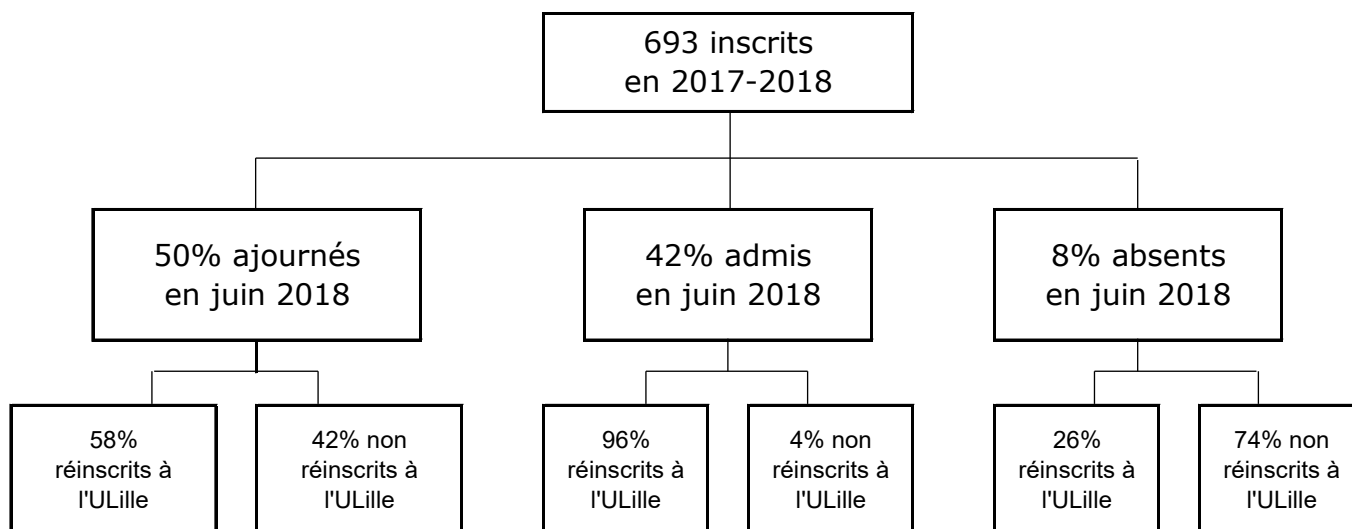 693 inscrits
en 2017-2018
50% ajournés
en juin 2018
42% admis
en juin 2018
8% absents
en juin 2018
58%
réinscrits à
l'ULille
42% non
réinscrits à
l'ULille
96%
réinscrits à
l'ULille
4% non
réinscrits à
l'ULille
26%
réinscrits à
l'ULille
74% non
réinscrits à
l'ULille